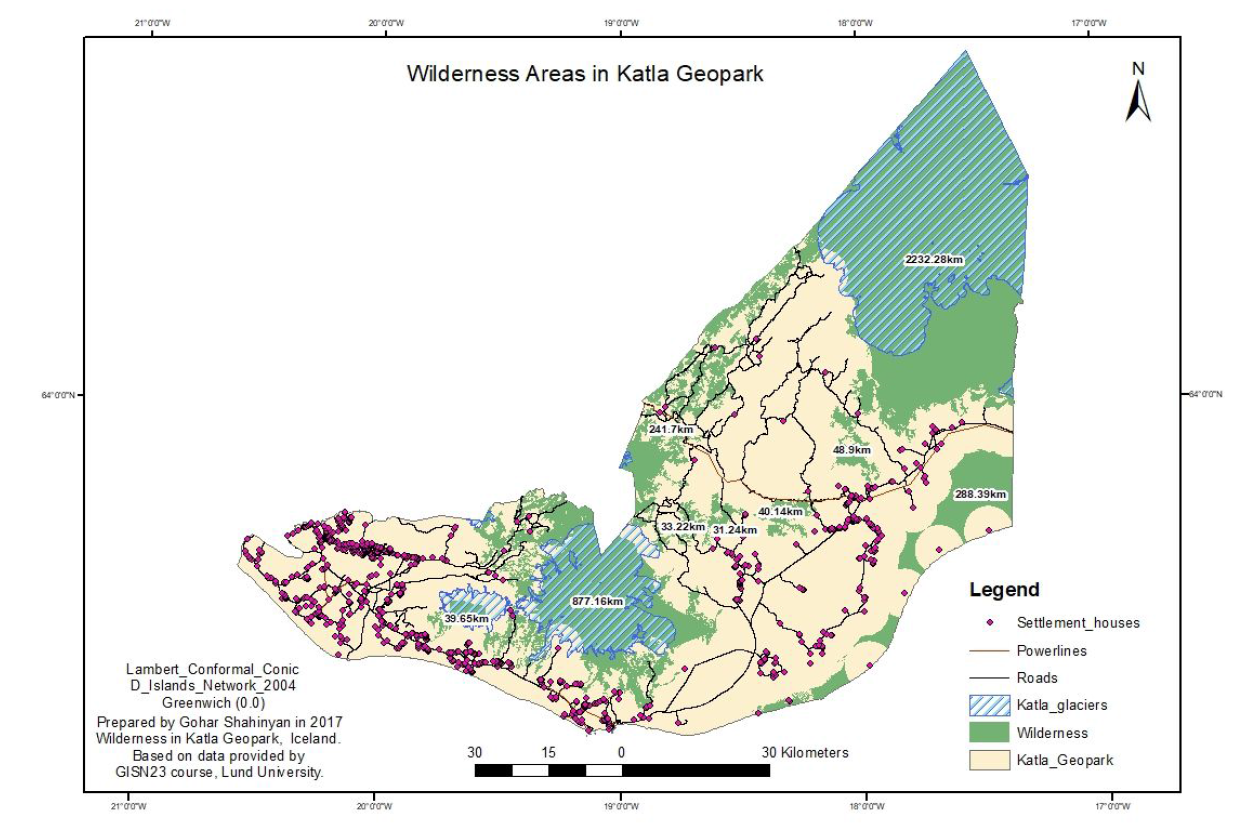 21°0'0"W 20°0'0"W 19°0'0"W 18°0'0"W 17°0'0"W
Wilderness Areas in Katla Geopark
N
2232.28km
64°0'0"N
64°0'0"N
241.7km
48.9km
288.39km
40.14km
33.22km
31.24km
877.16km
39.65km
Legend
Settlement_houses
Powerlines
Roads
Katla_glaciers
Wilderness
Katla_Geopark
Lambert_Conformal_Conic
D_Islands_Network_2004
Greenwich (0.0)
Prepared by Gohar Shahinyan in 2017
Wilderness in Katla Geopark, Iceland.
Based on data provided by
GISN23 course, Lund University.
30 15 0 30 Kilometers
21°0'0"W 20°0'0"W 19°0'0"W 18°0'0"W 17°0'0"W